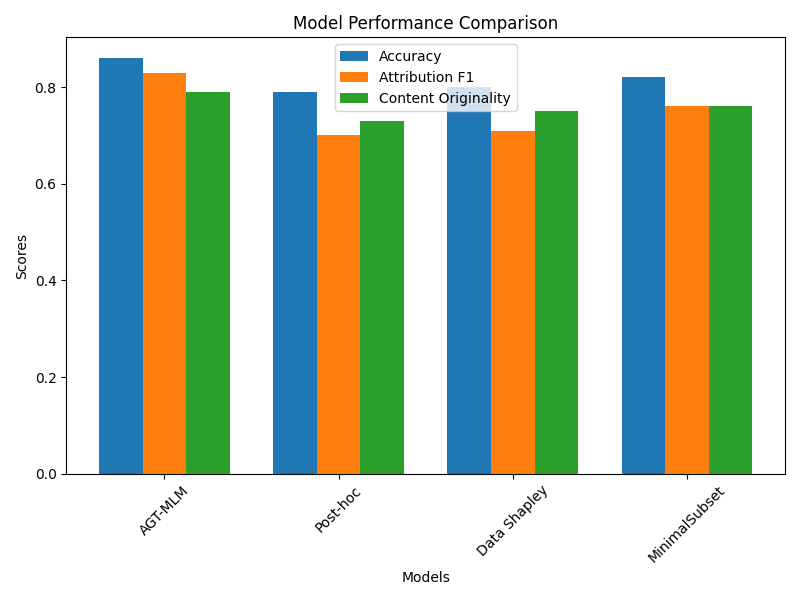 Model Performance Comparison
Accuracy
Attribution F1
Content Originality
Scores
0.8
0.6
0.4
0.2
0.0
AGT-MLM
Post-hoc
Data Shapley
MinimalSubset
Models